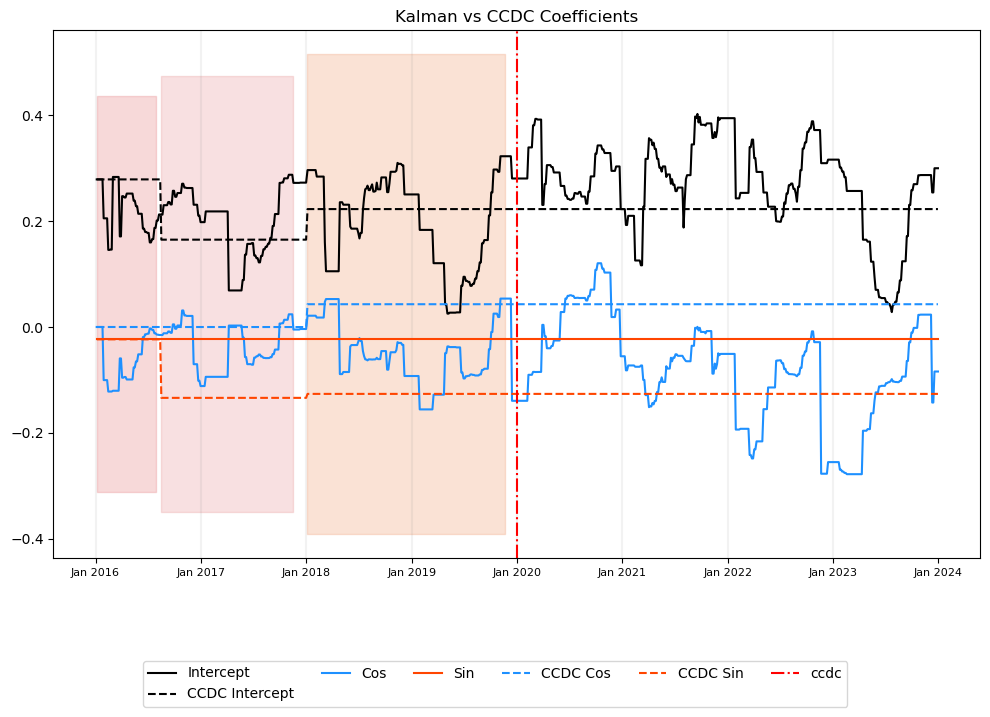 Kalman vs CCDC Coefficients
0.4
0.2
0.0
−0.2
−0.4
Jan 2016 Jan 2017 Jan 2018 Jan 2019 Jan 2020 Jan 2021 Jan 2022 Jan 2023 Jan 2024
Intercept Cos Sin CCDC Cos CCDC Sin ccdc
CCDC Intercept